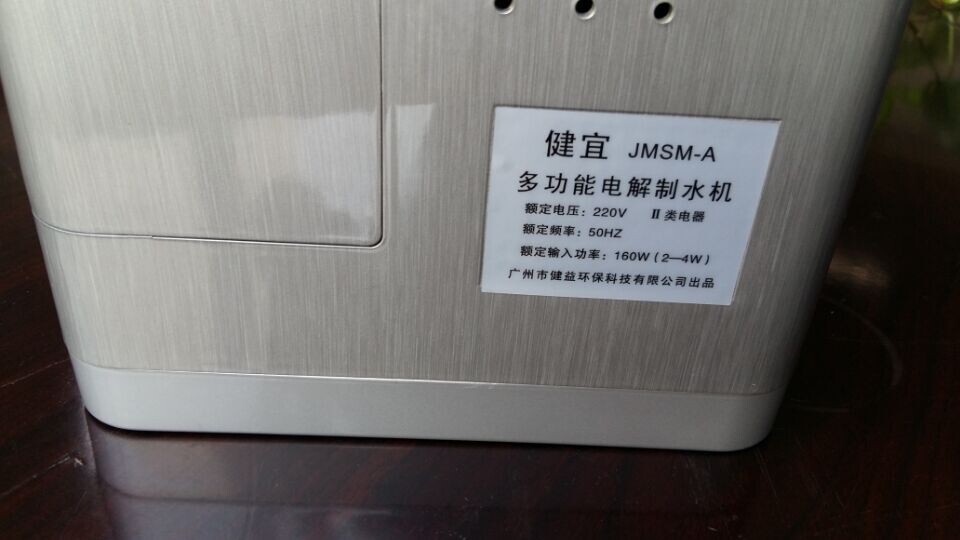 健宜 JMSM-A
多功能电解制水机
额定电压：220V Ⅱ类电器
额定频率：50HZ
额定输入功率：160W（2—4W）
广州市健益环保科技有限公司出品